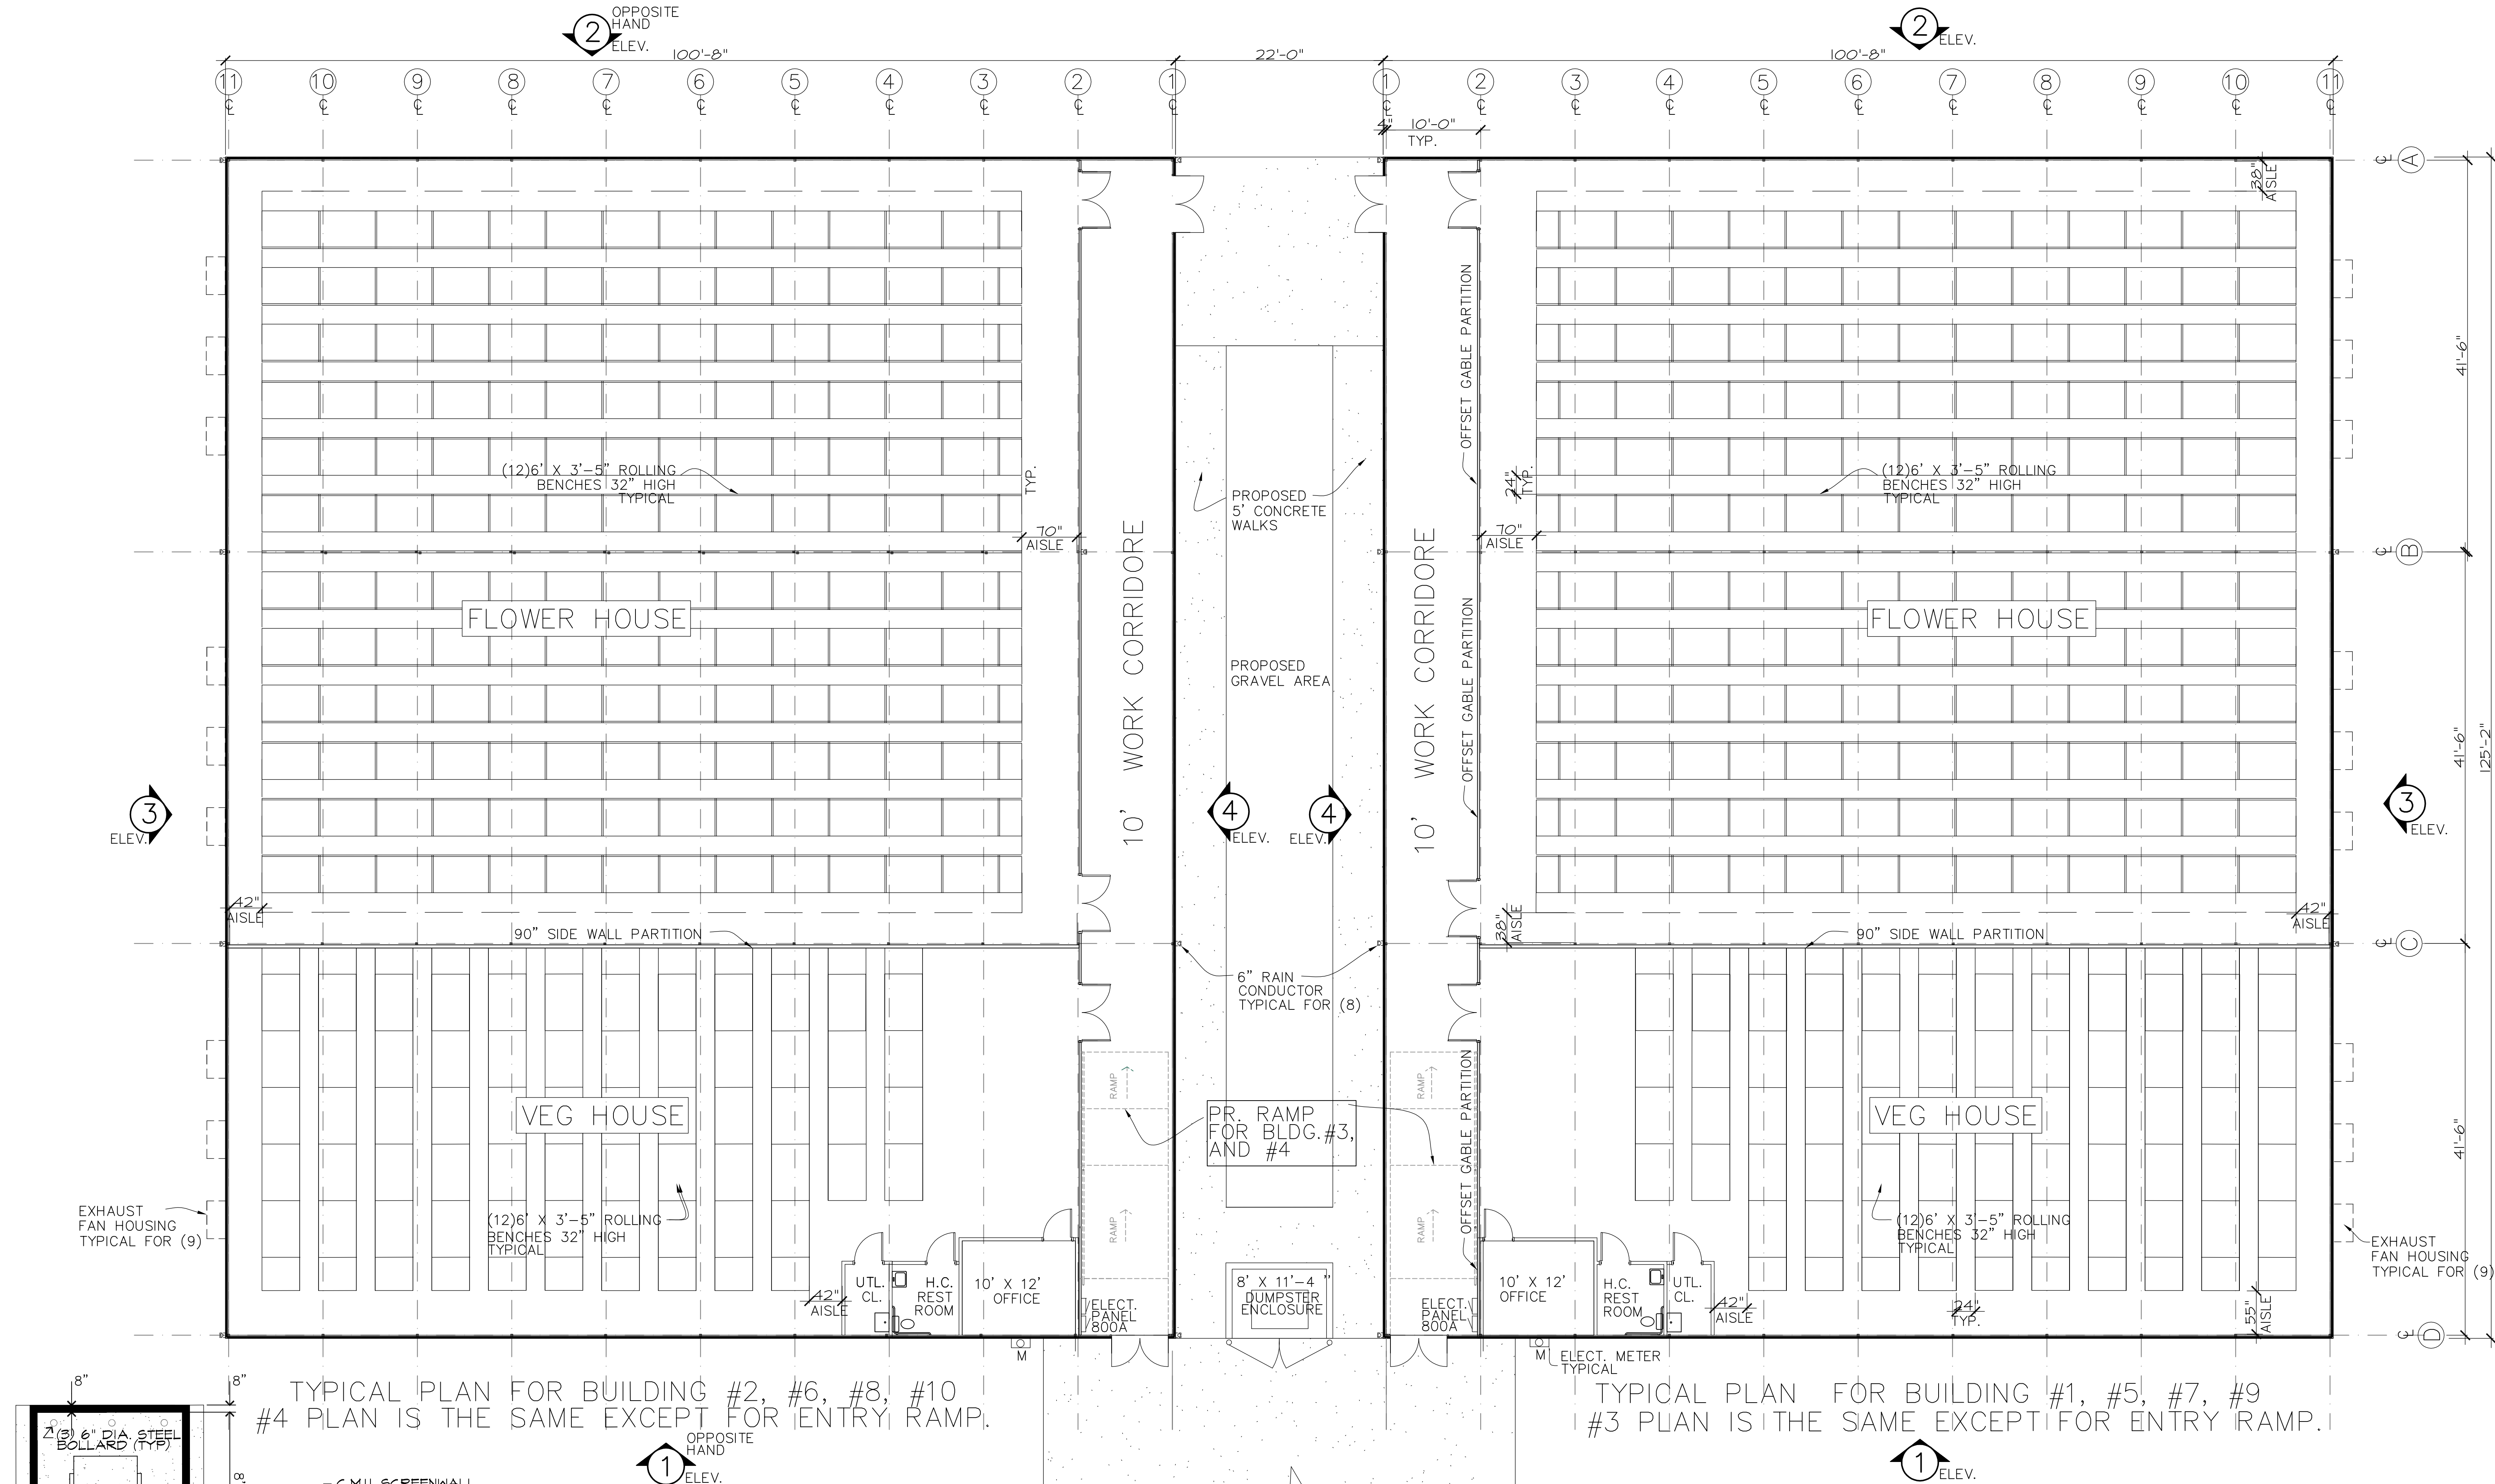 OPPOSITE
HAND
2
ELEV.
2
ELEV.
100'-8"
22'-0"
100'-8"
11 10 9 8 7 6 5 4 3 2 1 1 2 3 4 5 6 7 8 9 10 11
℄ ℄ ℄ ℄ ℄ ℄ ℄ ℄ ℄ ℄ ℄ ℄ ℄ ℄ ℄ ℄ ℄ ℄ ℄ ℄ ℄ ℄
4"
10'-0"
TYP.
℄ A
38"
AISLE
41'-6"
OFFSET GABLE PARTITION
(12)6' X 3'-5" ROLLING
BENCHES 32" HIGH
TYPICAL
TYP.
PROPOSED
5' CONCRETE
WALKS
24"
TYP.
(12)6' X 3'-5" ROLLING
BENCHES 32" HIGH
TYPICAL
70"
AISLE
70"
AISLE
℄ B
FLOWER HOUSE
10' WORK CORRIDORE
PROPOSED
GRAVEL AREA
10' WORK CORRIDORE
OFFSET GABLE PARTITION
FLOWER HOUSE
41'-6"
125'-2"
3
ELEV.
4
ELEV.
4
ELEV.
3
ELEV.
42"
AISLE
38"
AISLE
42"
AISLE
90" SIDE WALL PARTITION
90" SIDE WALL PARTITION
℄ C
6" RAIN
CONDUCTOR
TYPICAL FOR (8)
VEG HOUSE
RAMP
RAMP
PR. RAMP
FOR BLDG.#3,
AND #4
RAMP
RAMP
OFFSET GABLE PARTITION
VEG HOUSE
41'-6"
EXHAUST
FAN HOUSING
TYPICAL FOR (9)
(12)6' X 3'-5" ROLLING
BENCHES 32" HIGH
TYPICAL
(12)6' X 3'-5" ROLLING
BENCHES 32" HIGH
TYPICAL
EXHAUST
FAN HOUSING
TYPICAL FOR (9)
42"
AISLE
UTL.
CL.
H.C.
REST
ROOM
10' X 12'
OFFICE
ELECT.
PANEL
800A
8' X 11'-4 "
DUMPSTER
ENCLOSURE
ELECT.
PANEL
800A
10' X 12'
OFFICE
H.C.
REST
ROOM
UTL.
CL.
42"
AISLE
24"
TYP.
55"
AISLE
℄ D
M
M
ELECT. METER
TYPICAL
TYPICAL PLAN FOR BUILDING #2, #6, #8, #10
#4 PLAN IS THE SAME EXCEPT FOR ENTRY RAMP.
TYPICAL PLAN FOR BUILDING #1, #5, #7, #9
#3 PLAN IS THE SAME EXCEPT FOR ENTRY RAMP.
OPPOSITE
HAND
1
ELEV.
1
ELEV.
8"
8"
(3) 6" DIA. STEEL
BOLLARD (TYP)
8'
C.M.U. SCREENWALL